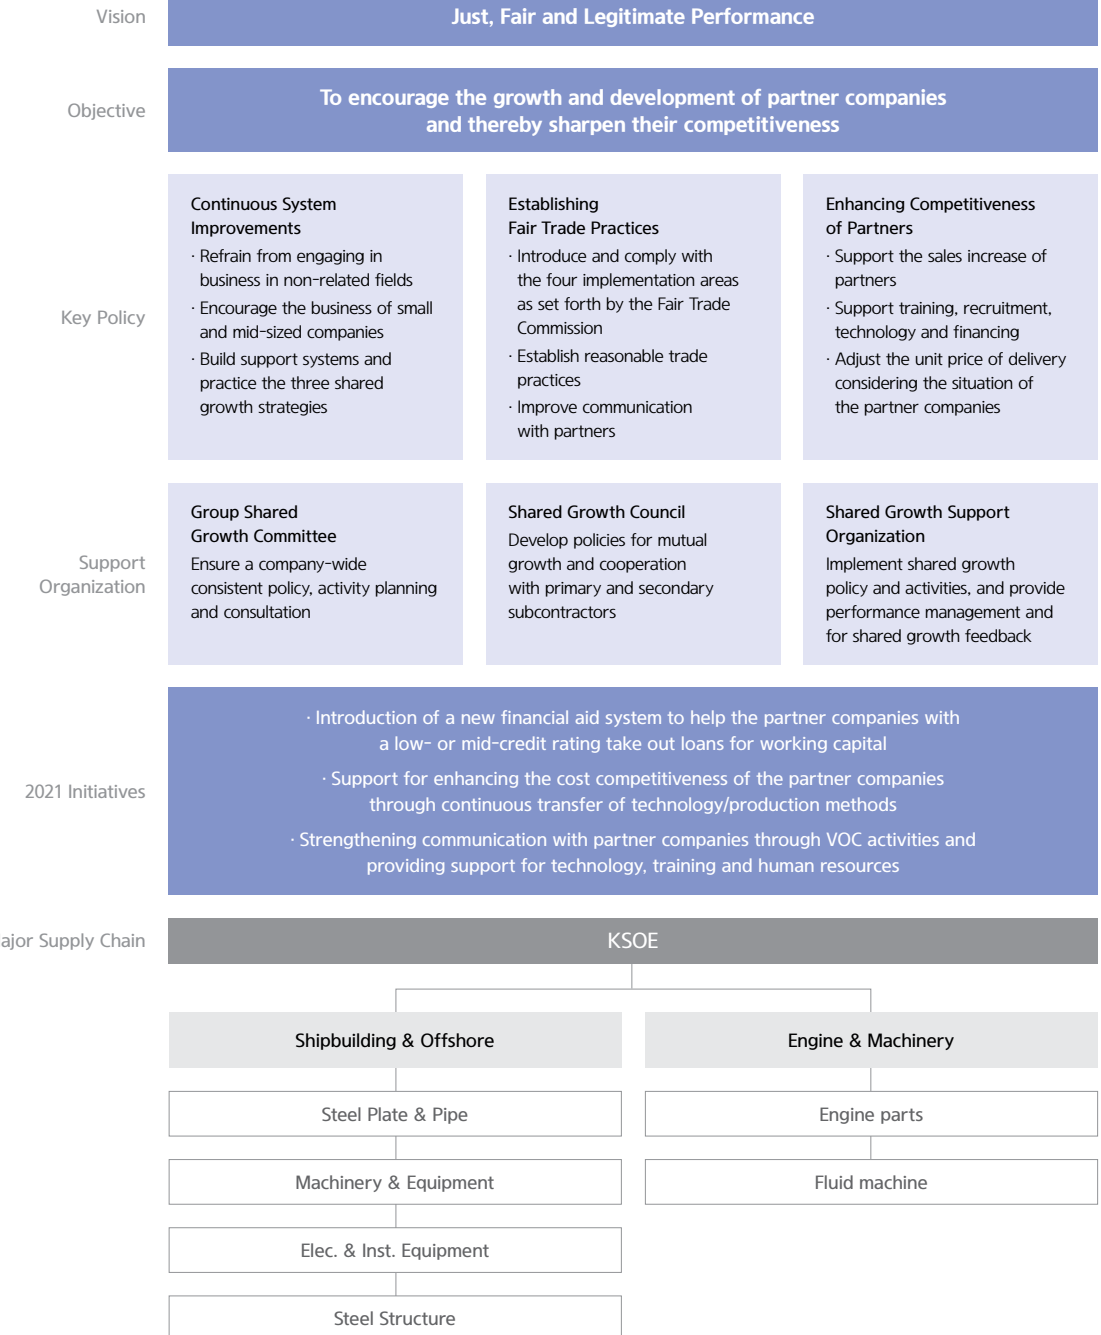 Vision
Just, Fair and Legitimate Performance
Objective
To encourage the growth and development of partner companies
and thereby sharpen their competitiveness
Key Policy
Continuous System
Improvements
· Refrain from engaging in
business in non-related fields
· Encourage the business of small
and mid-sized companies
· Build support systems and
practice the three shared
growth strategies
Establishing
Fair Trade Practices
· Introduce and comply with
the four implementation areas
as set forth by the Fair Trade
Commission
· Establish reasonable trade
practices
· Improve communication
with partners
Enhancing Competitiveness
of Partners
· Support the sales increase of
partners
· Support training, recruitment,
technology and financing
· Adjust the unit price of delivery
considering the situation of
the partner companies
Support
Organization
Group Shared
Growth Committee
Ensure a company-wide
consistent policy, activity planning
and consultation
Shared Growth Council
Develop policies for mutual
growth and cooperation
with primary and secondary
subcontractors
Shared Growth Support
Organization
Implement shared growth
policy and activities, and provide
performance management and
for shared growth feedback
2021 Initiatives
· Introduction of a new financial aid system to help the partner companies with
a low- or mid-credit rating take out loans for working capital
· Support for enhancing the cost competitiveness of the partner companies
through continuous transfer of technology/production methods
· Strengthening communication with partner companies through VOC activities and
providing support for technology, training and human resources
ajor Supply Chain
KSOE
Shipbuilding & Offshore
Steel Plate & Pipe
Machinery & Equipment
Elec. & Inst. Equipment
Steel Structure
Engine & Machinery
Engine parts
Fluid machine